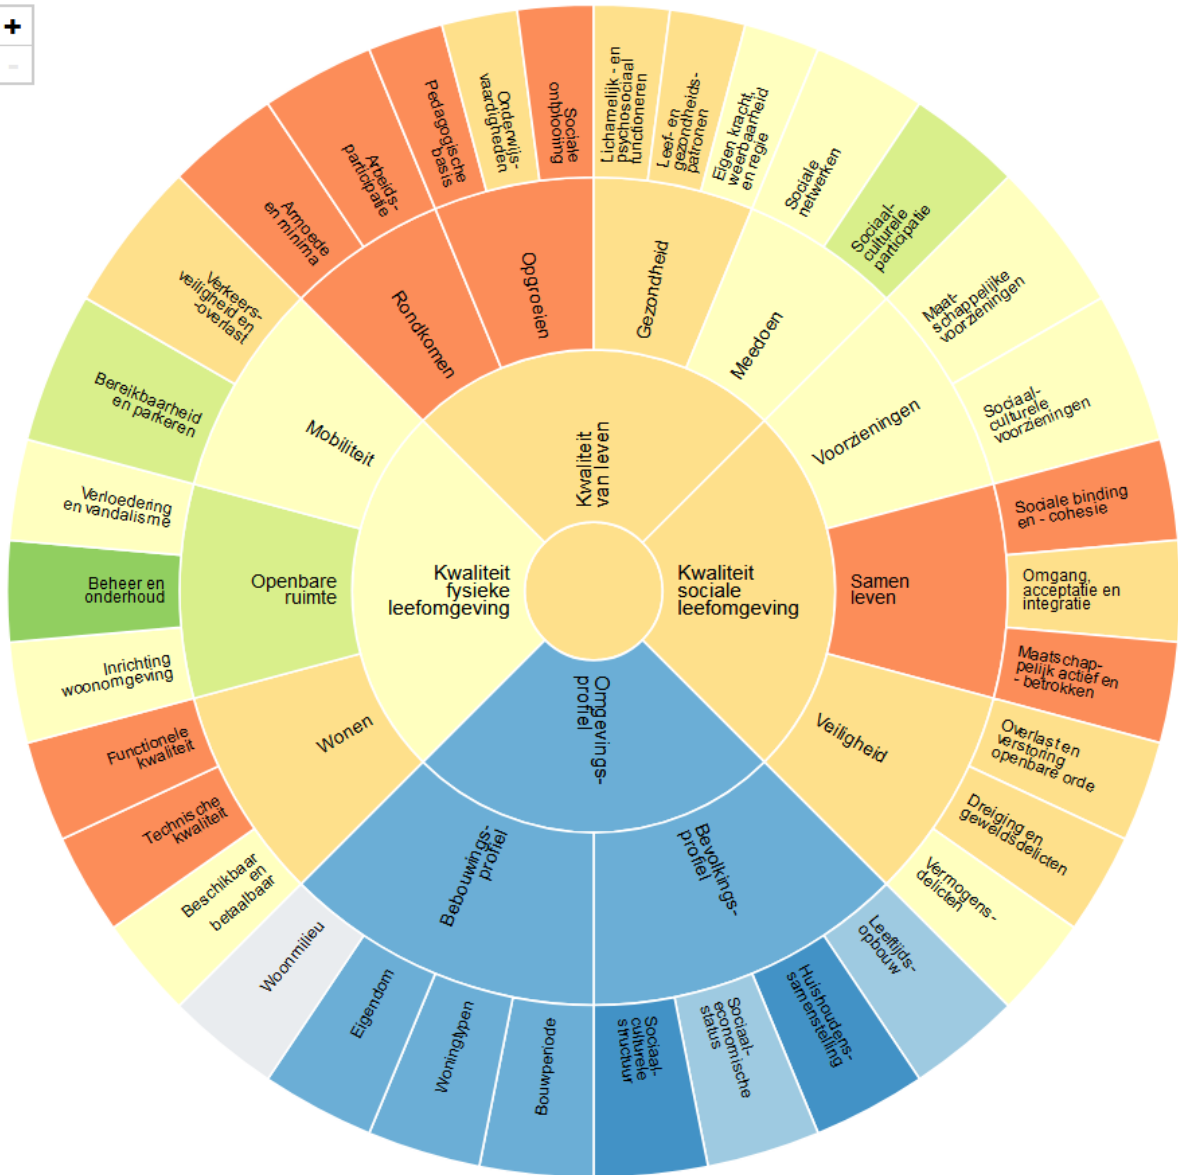 +
-
Kwaliteit
van leven
Kwaliteit
sociale
leefomgeving
Omgevings-
profiel
Kwaliteit
fysieke
leefomgeving
Rondkomen
Opgroeien
Gezondheid
Meedoen
Voorzieningen
Samen
leven
Veiligheid
Bevolkings-
profiel
Bebouwings-
profiel
Wonen
Openbare
ruimte
Mobiliteit
Armoede
en minima
Arbeids-
participatie
Pedagogische
basis
Onderwijs-
vaardigheden
Sociale
ontplooiing
Lichamelijk - en
psychosociaal
functioneren
Leef- en
gezondheids-
patronen
Eigen kracht,
weerbaarheid
en regie
Sociale
netwerken
Sociaal-
culturele
participatie
Maat-
schappelijke
voorzieningen
Sociaal-
culturele
voorzieningen
Sociale binding
en - cohesie
Omgang,
acceptatie en
integratie
Maatschap-
pelijk actief en
- betrokken
Overlast en
verstoring
openbare orde
Dreiging en
geweldsdelicten
Vermogens-
delicten
Leeftijds-
opbouw
Huishoudens-
samenstelling
Sociaal-
economische
status
Sociaal-
culturele
structuur
Bouwperiode
Woningtypen
Eigendom
Woonmilieu
Beschikbaar
en
betaalbaar
Technische
kwaliteit
Functionele
kwaliteit
Inrichting
woonomgeving
Beheer en
onderhoud
Verloedering
en vandalisme
Bereikbaarheid
en parkeren
Verkeers-
veiligheid en
-overlast